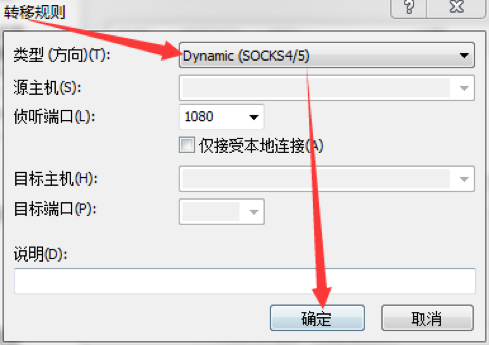 转移规则
类型 (方向)(T):
Dynamic (SOCKS4/5)
源主机(S):
侦听端口(L):
1080
仅接受本地连接(A)
目标主机(H):
目标端口(P):
说明(D):
确定
取消